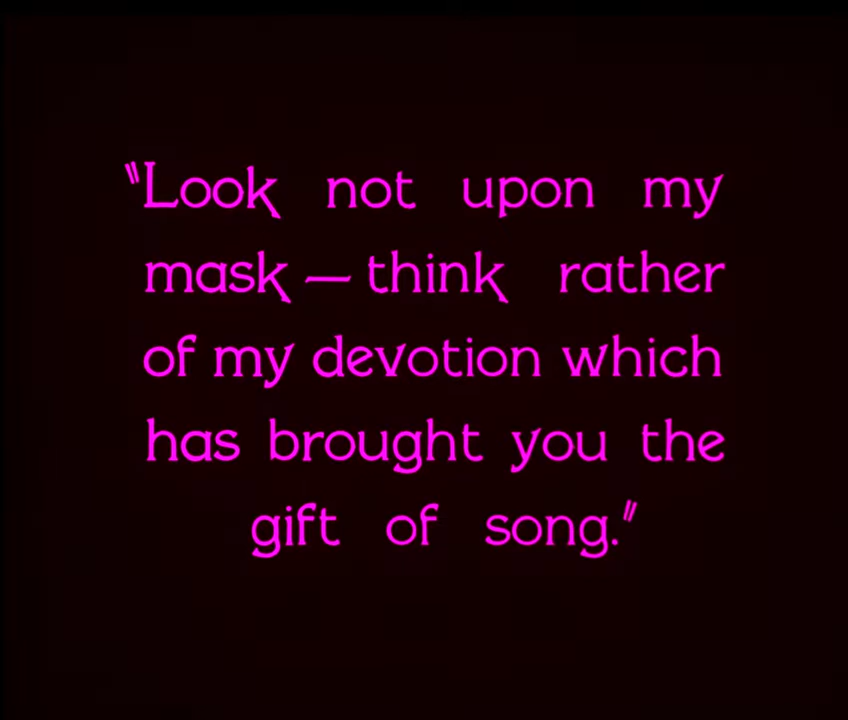 "Look not upon my
mask — think rather
of my devotion which
has brought you the
gift of song."